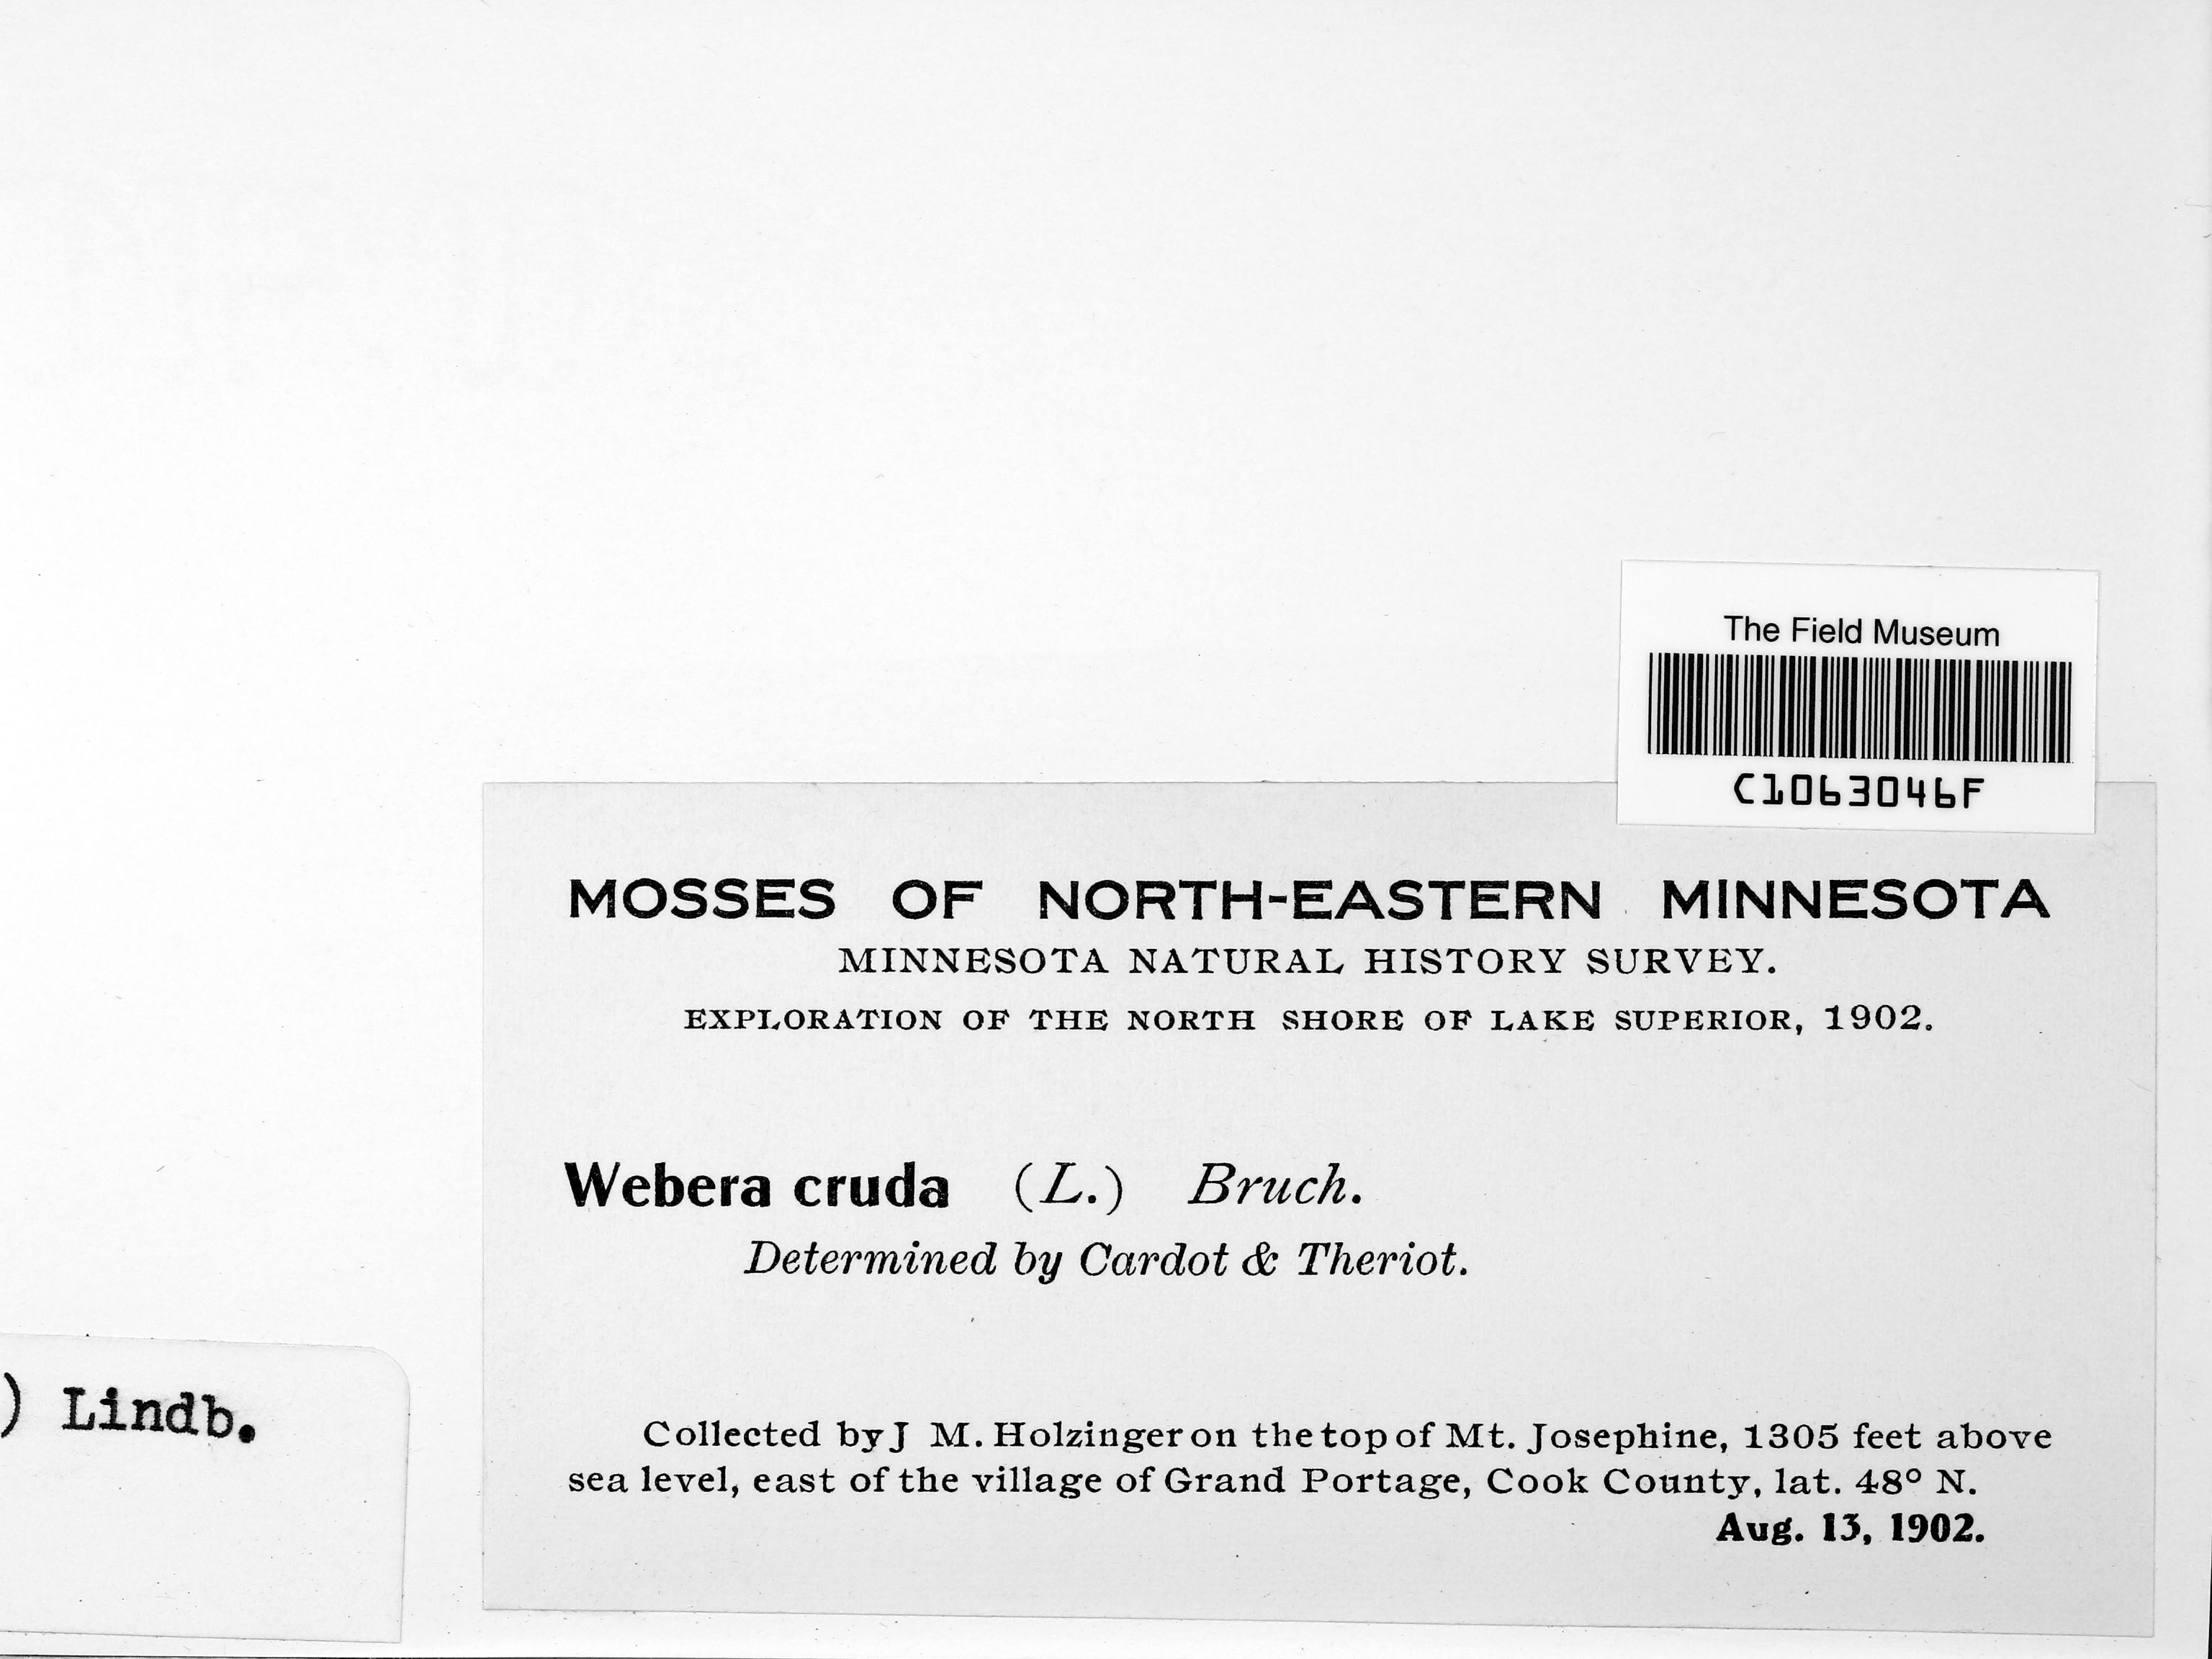 The Field Museum
C1063046F
MOSSES OF NORTH-EASTERN MINNESOTA
MINNESOTA NATURAL HISTORY SURVEY.
EXPLORATION OF THE NORTH SHORE OF LAKE SUPERIOR, 1902.
Webera cruda (L.) Bruch.
Determined by Cardot & Theriot.
) Lindb.
Collected by J M. Holzinger on the top of Mt. Josephine, 1305 feet above
sea level, east of the village of Grand Portage, Cook County, lat. 48° N.
Aug. 13, 1902.